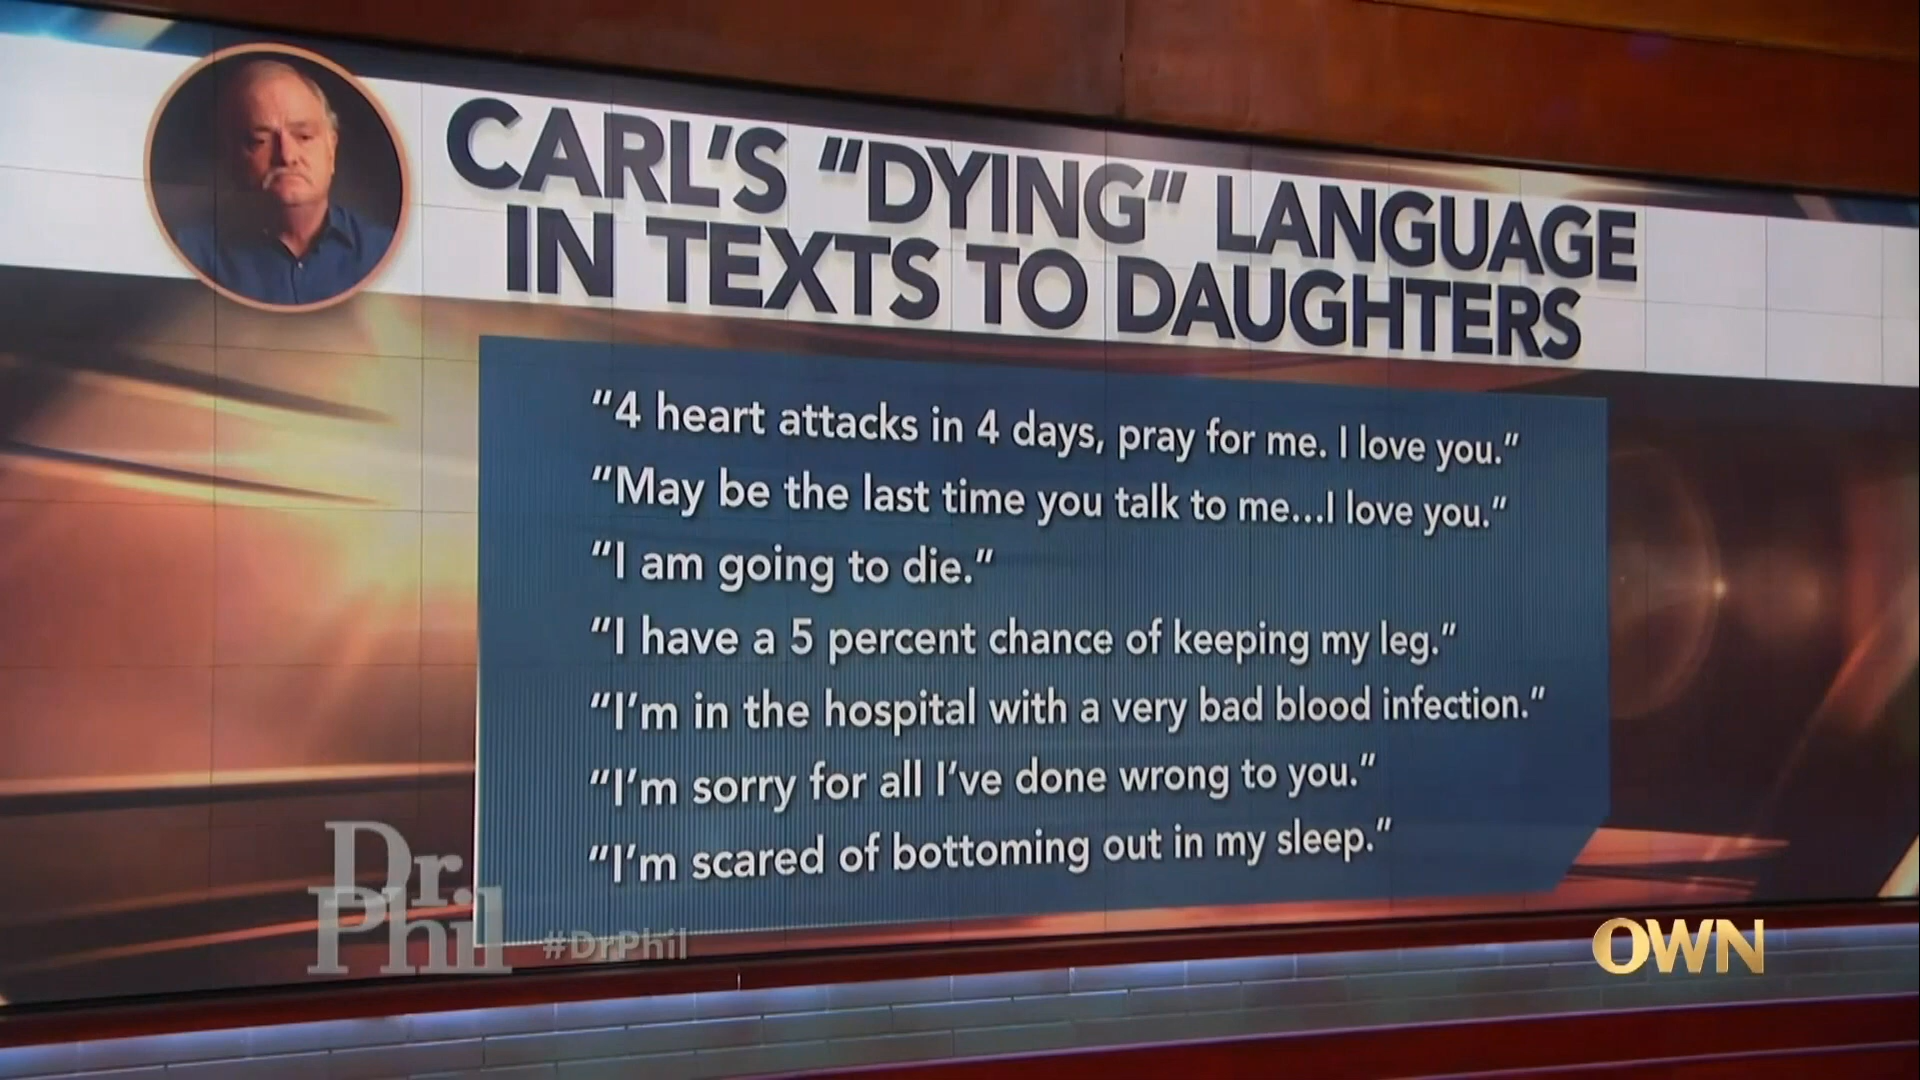 CARL'S "DYING" LANGUAGE
IN TEXTS TO DAUGHTERS
"4 heart attacks in 4 days, pray for me. I love you."
"May be the last time you talk to me...I love you."
"I am going to die."
"I have a 5 percent chance of keeping my leg."
"I'm in the hospital with a very bad blood infection."
"I'm sorry for all I've done wrong to you."
"I'm scared of bottoming out in my sleep."
Dr.
Phil
#DrPhil
OWN